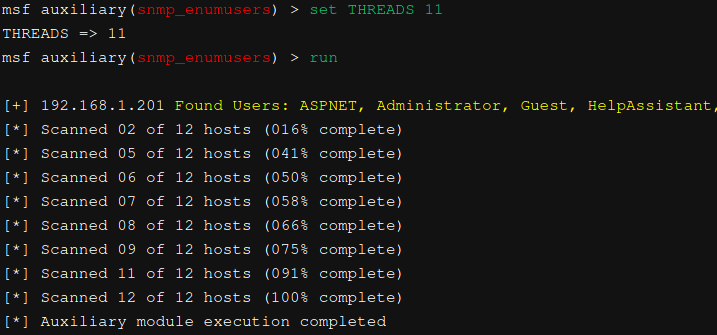 msf auxiliary(snmp_enumusers) > set THREADS 11
THREADS => 11
msf auxiliary(snmp_enumusers) > run
[+] 192.168.1.201 Found Users: ASPNET, Administrator, Guest, HelpAssistant,
[*] Scanned 02 of 12 hosts (016% complete)
[*] Scanned 05 of 12 hosts (041% complete)
[*] Scanned 06 of 12 hosts (050% complete)
[*] Scanned 07 of 12 hosts (058% complete)
[*] Scanned 08 of 12 hosts (066% complete)
[*] Scanned 09 of 12 hosts (075% complete)
[*] Scanned 11 of 12 hosts (091% complete)
[*] Scanned 12 of 12 hosts (100% complete)
[*] Auxiliary module execution completed